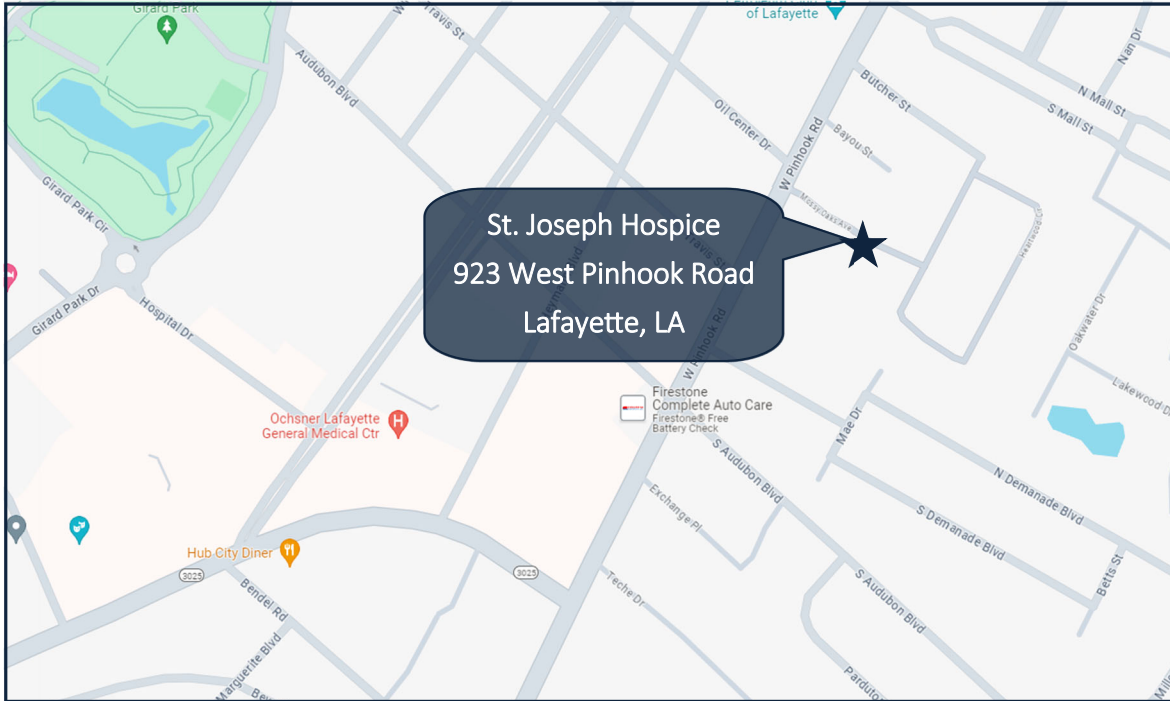 Girard Park
of Lafayette
Travis St
Nan Dr
Audubon Blvd
Butcher St
N Mall St
S Mall St
Oil Center Dr
Bayou St
W Pinhook Rd
Girard Park Cir
Mossy Oaks Ave
St. Joseph Hospice
923 West Pinhook Road
Lafayette, LA
Travis St
Girard Park Dr
Hospital Dr
Oakwater Dr
W Pinhook Rd
Lakewood D
Firestone
Complete Auto Care
Firestone® Free
Battery Check
Ochsner Lafayette
General Medical Ctr
H
Mae Dr
S Audubon Blvd
N Demanade Blvd
Exchange Pl
S Demanade Blvd
Hub City Diner
3025
3025
Teche Dr
Betts St
Bendel Rd
S Audubon Blvd
Marguerite Blvd